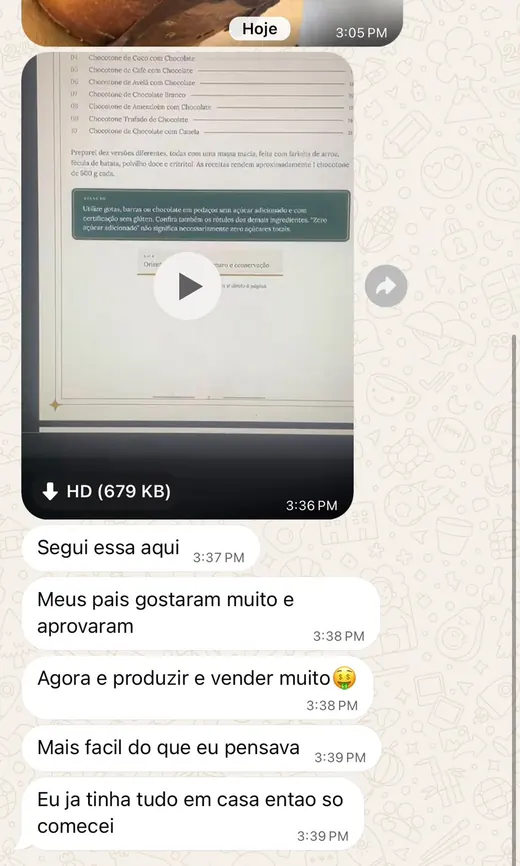 Hoje
3:05 PM
Chocotone de Coco com Chocolate
Chocotone de Café com Chocolate
Chocotone de Avelã com Chocolate
Chocotone de Chocolate Branco
Chocotone de Amendoim com Chocolate
Chocotone Trufado de Chocolate
Chocotone de Chocolate com Canela
Preparei dez versões diferentes, todas com uma massa macia, feita com farinha de arroz,
fécula de batata, polvilho doce e eritritol. As receitas rendem aproximadamente 1 chocotone
de 500 g cada.
Utilize gotas, barras ou chocolate em pedaços sem açúcar adicionado e com
certificação sem glúten. Confira também os rótulos dos demais ingredientes. "Zero
açúcar adicionado" não significa necessariamente zero açúcares totais.
e conservação
HD (679 KB)
3:36 PM
Segui essa aqui
3:37 PM
Meus pais gostaram muito e
aprovaram
3:38 PM
Agora e produzir e vender muito🤑
3:38 PM
Mais facil do que eu pensava
3:39 PM
Eu ja tinha tudo em casa entao so
comecei
3:39 PM